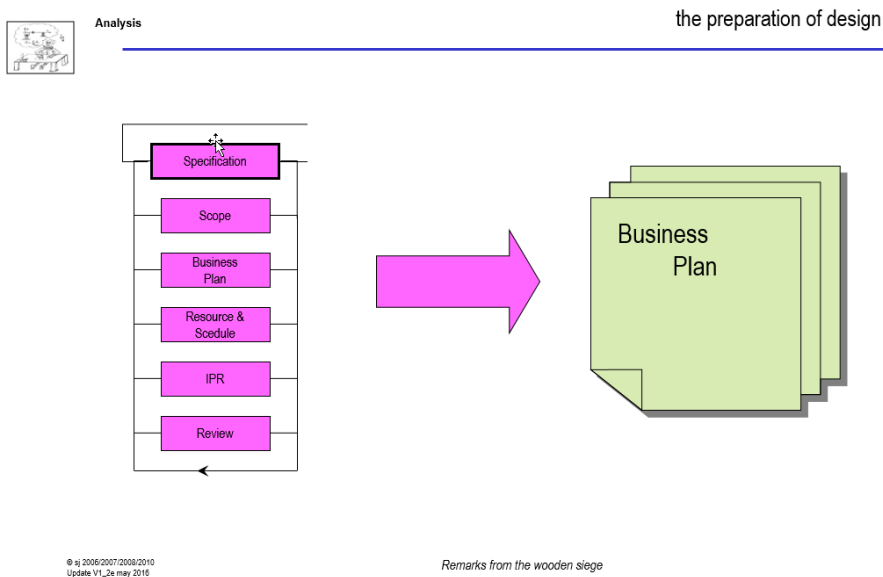 Analysis
the preparation of design
Specification
Scope
Business
Plan
Resource &
Scedule
IPR
Review
Business
Plan
© sj 2006/2007/2008/2010
Update V1_2e may 2016
Remarks from the wooden siege